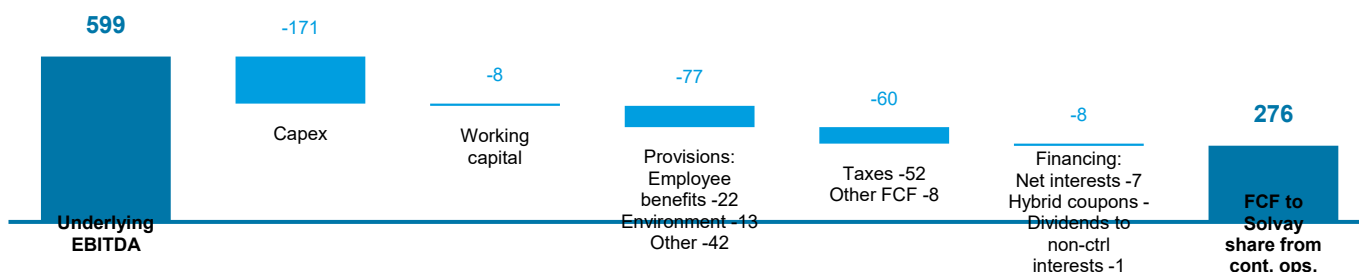 599
Underlying
EBITDA
-171
Capex
-8
Working
capital
-77
Provisions:
Employee
benefits -22
Environment -13
Other -42
-60
Taxes -52
Other FCF -8
-8
Financing:
Net interests -7
Hybrid coupons -
Dividends to
non-ctrl
interests -1
276
FCF to
Solvay
share from
cont. ops.